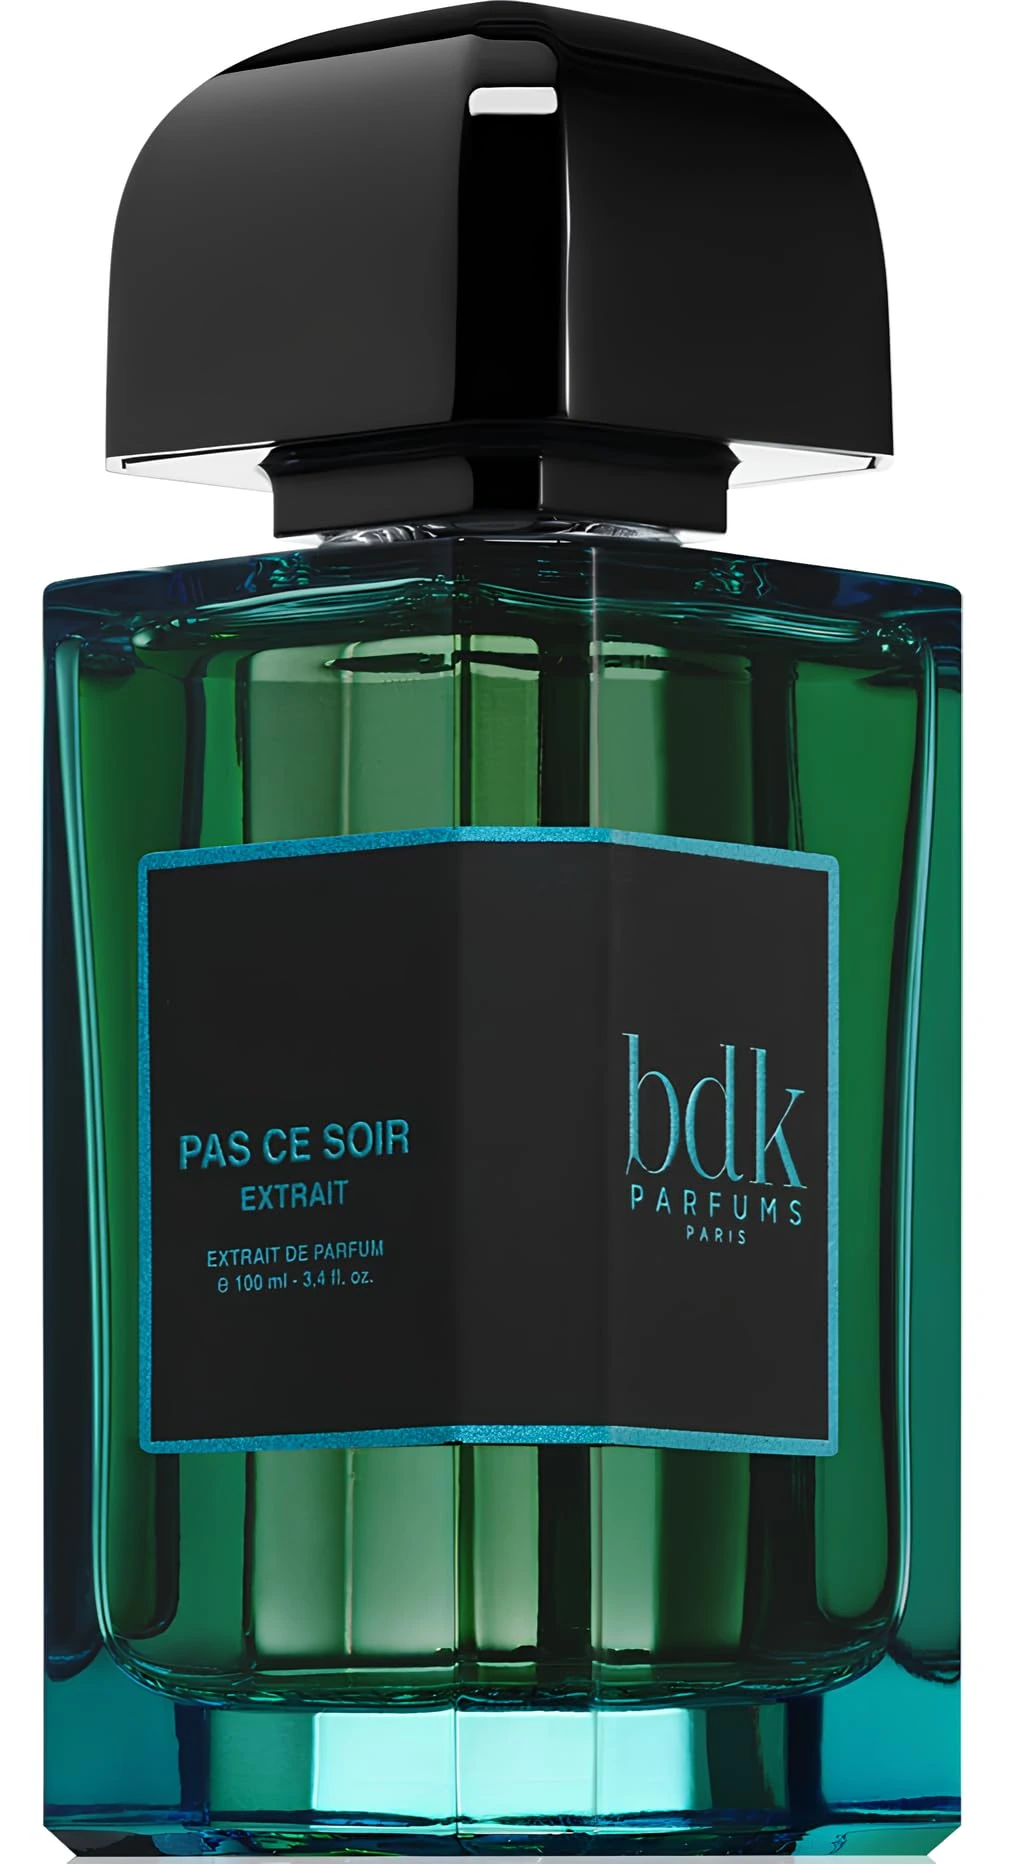 PAS CE SOIR
EXTRAIT
EXTRAIT DE PARFUM
℮ 100 ml - 3,4 fl. oz.
bdk
PARFUMS
PARIS